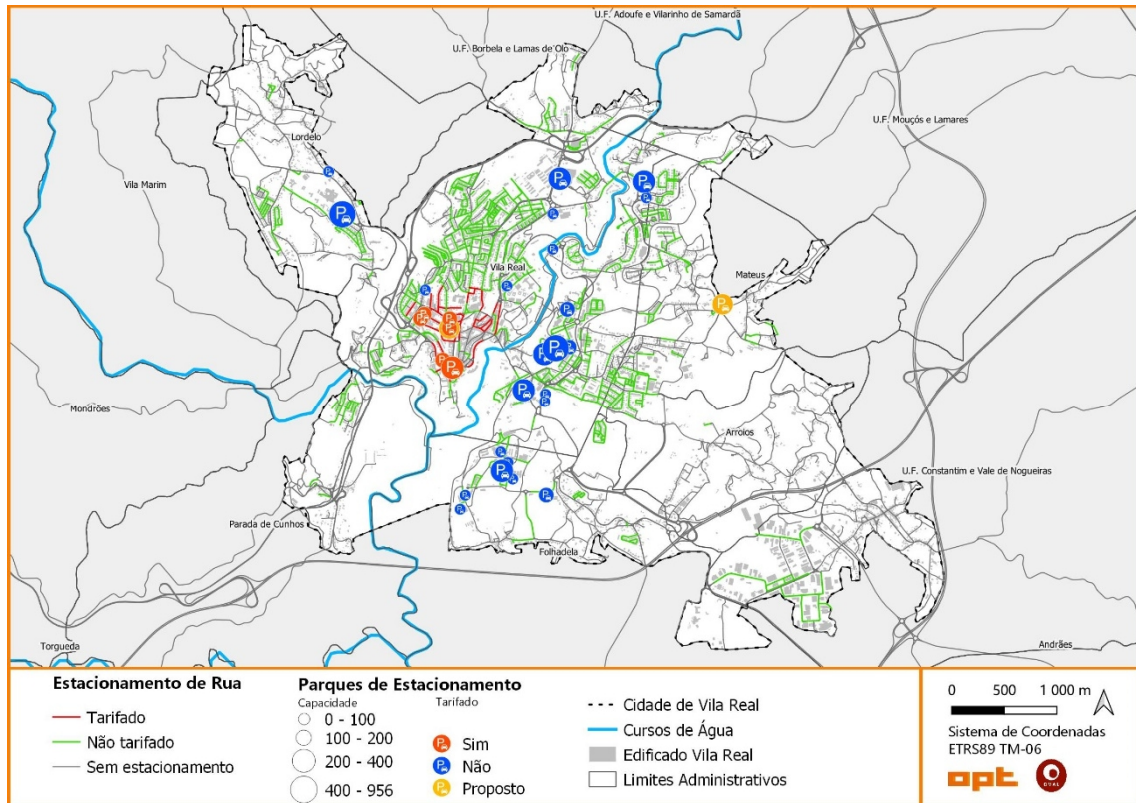 U.F. Adoufe e Vilarinho de Samardã
U.F. Borbela e Lamas de Olo
U.F. Mouçós e Lamares
Lordelo
Vila Marim
Vila Real
Mateus
Mondrões
Arroios
U.F. Constantim e Vale de Nogueiras
Parada de Cunhos
Folhadela
Torgueda
Andrães
Estacionamento de Rua
Tarifado
Não tarifado
Sem estacionamento
Parques de Estacionamento
Capacidade
0 - 100
100 - 200
200 - 400
400 - 956
Tarifado
Sim
Não
Proposto
Cidade de Vila Real
Cursos de Água
Edificado Vila Real
Limites Administrativos
0 500 1 000 m
Sistema de Coordenadas
ETRS89 TM-06
opt